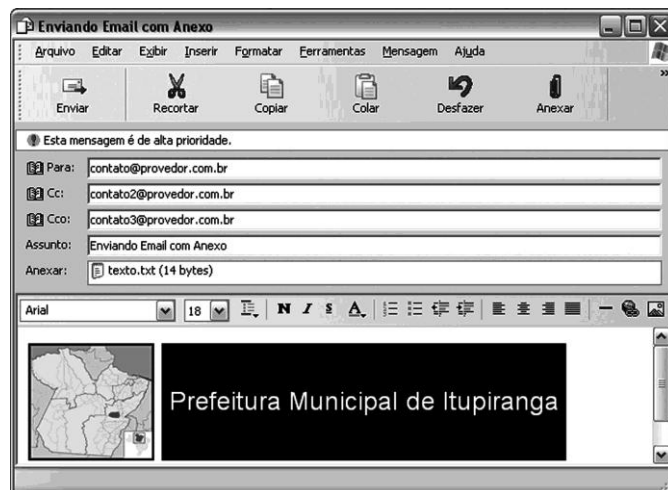 Enviando Email com Anexo
Arquivo Editar Exibir Inserir Formatar Ferramentas Mensagem Ajuda
»
Enviar Recortar Copiar Colar Desfazer Anexar
Esta mensagem é de alta prioridade.
Para: contato@provedor.com.br
Cc: contato2@provedor.com.br
Cco: contato3@provedor.com.br
Assunto: Enviando Email com Anexo
Anexar: texto.txt (14 bytes)
Arial 18 N I S A
Prefeitura Municipal de Itupiranga